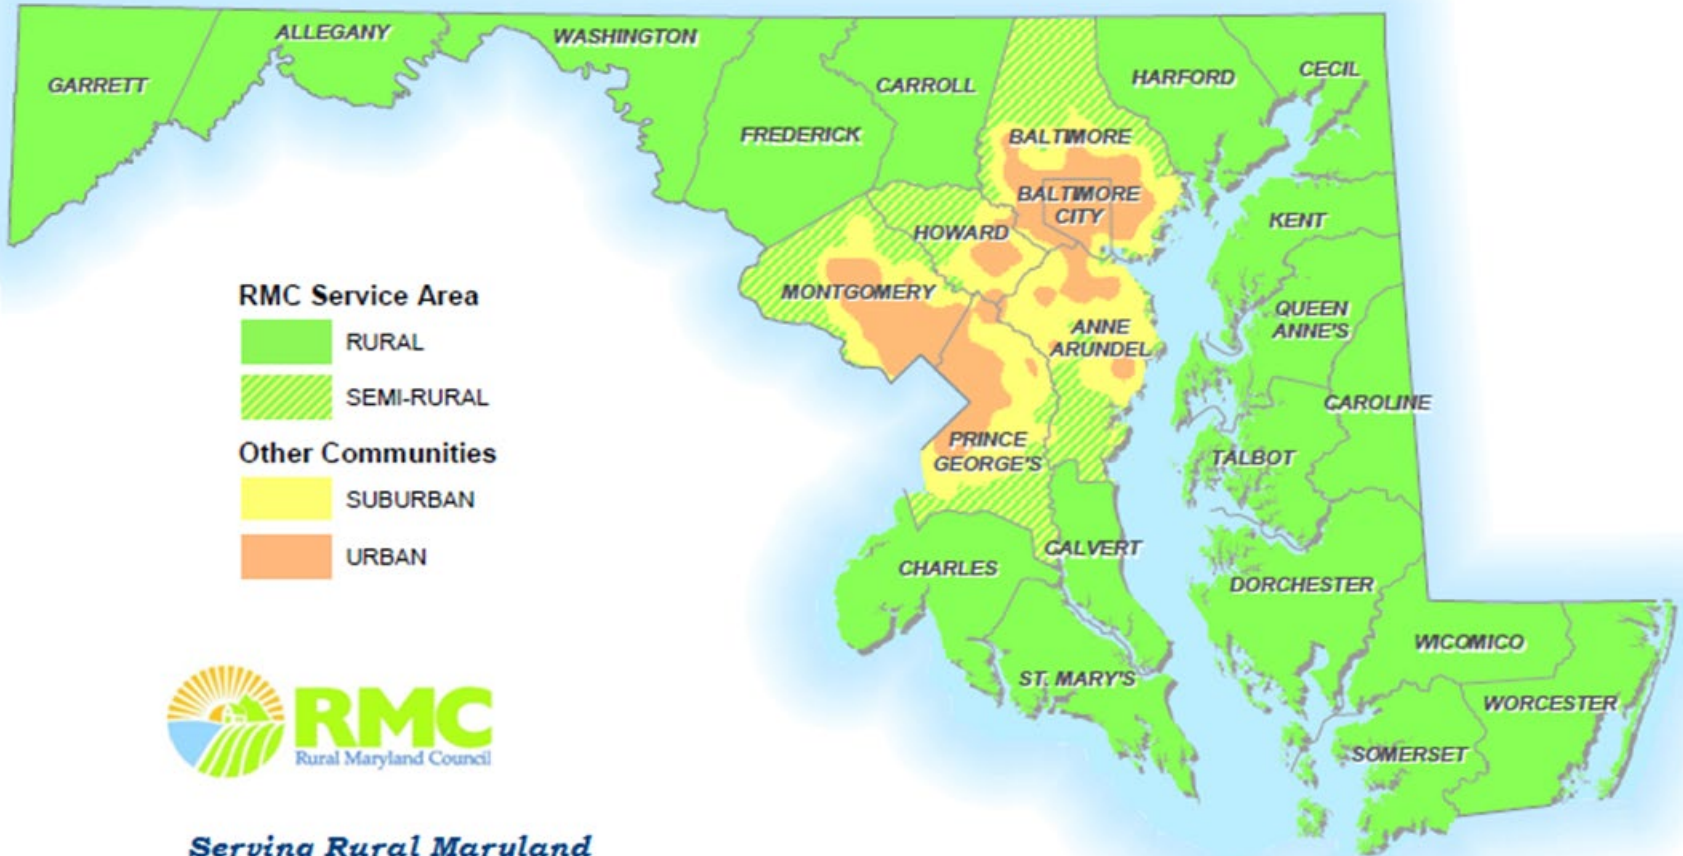 ALLEGANY
WASHINGTON
GARRETT
CARROLL
HARFORD
CECIL
FREDERICK
BALTIMORE
BALTIMORE
CITY
KENT
HOWARD
MONTGOMERY
QUEEN
ANNE'S
ANNE
ARUNDEL
CAROLINE
PRINCE
GEORGE'S
TALBOT
CALVERT
CHARLES
DORCHESTER
WICOMICO
ST. MARY'S
WORCESTER
SOMERSET
RMC Service Area
RURAL
SEMI-RURAL
Other Communities
SUBURBAN
URBAN
RMC
Rural Maryland Council
Serving Rural Maryland